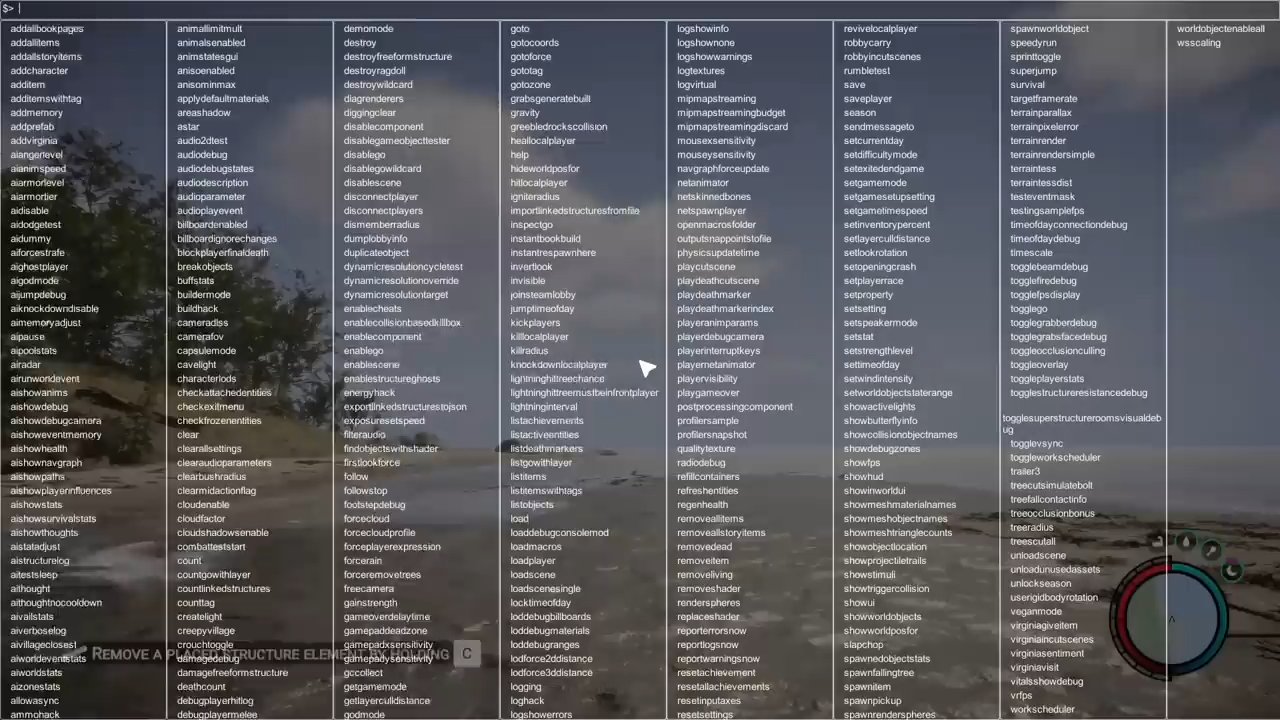 $>
addallbookpages
addallitems
addallstoryitems
addcharacter
additem
additemswithtag
addmemory
addprefab
addvirginia
aiangerlevel
aianimspeed
aiarmorlevel
aiarmortier
aidisable
aidodgetest
aidummy
aiforcestrafe
aighostplayer
aigodmode
aijumpdebug
aiknockdowndisable
aimemoryadjust
aipause
aipoolstats
airadar
airunworldevent
aishowanims
aishowdebug
aishowdebugcamera
aishoweventmemory
aishowhealth
aishownavgraph
aishowpaths
aishowplayerinfluences
aishowstats
aishowsurvivalstats
aishowthoughts
aistatadjust
aistructurelog
aitestsleep
aithought
aithoughtnocooldown
aivailstats
aiverboselog
aivillageclosest
aiworldeventstats
aiworldstats
aizonestats
allowasync
ammohack
animallimitmult
animalsenabled
animstatesgui
anisoenabled
anisominmax
applydefaultmaterials
areashadow
astar
audio2dtest
audiodebug
audiodebugstates
audiodescription
audioparameter
audioplayevent
billboardenabled
billboardignorechanges
blockplayerfinaldeath
breakobjects
buffstats
buildermode
buildhack
cameradiss
camerafov
capsulemode
cavelight
characterlods
checkattachedentities
checkexitmenu
checkfrozenentities
clear
clearallsettings
clearaudioparameters
clearbushradius
clearmidactionflag
cloudenable
cloudfactor
cloudshadowsenable
combatteststart
count
countgowithlayer
countlinkedstructures
counttag
createlight
creepyvillage
crouchtoggle
damagedebug
damagefreeformstructure
deathcount
debugplayerhitlog
debugplayermelee
demomode
destroy
destroyfreeformstructure
destroyragdoll
destroywildcard
diagrenderers
diggingclear
disablecomponent
disablegameobjecttester
disablego
disablegowildcard
disablescene
disconnectplayer
disconnectplayers
dismemberradius
dumplobbyinfo
duplicateobject
dynamicresolutioncycletest
dynamicresolutionoverride
dynamicresolutiontarget
enablecheats
enablecollisionbasedkillbox
enablecomponent
enablego
enablescene
enablestructureghosts
energyhack
exportlinkedstructurestojson
exposuresetspeed
filteraudio
findobjectswithshader
firstlookforce
follow
followstop
footstepdebug
forcecloud
forcecloudprofile
forceplayerexpression
forcerain
forceremovetrees
freecamera
gainstrength
gameoverdelaytime
gamepaddeadzone
gamepadxsensitivity
gamepadysensitivity
gccollect
getgamemode
getlayerculldistance
godmode
goto
gotocoords
gotoforce
gototag
gotozone
grabsgeneratebuilt
gravity
greebledrockscollision
heallocalplayer
help
hideworldposfor
hitlocalplayer
igniteradius
importlinkedstructuresfromfile
inspectgo
instantbookbuild
instantrespawnhere
invertlook
invisible
joinsteamlobby
jumptimeofday
kickplayers
killlocalplayer
killradius
knockdownlocalplayer
lightninghittreechance
lightninghittreemustbeinfrontplayer
lightninginterval
listachievements
listactiveentities
listdeathmarkers
listgowithlayer
listitems
listitemswithtags
listobjects
load
loaddebugconsolemod
loadmacros
loadplayer
loadscene
loadscenesingle
locktimeofday
loddebugbillboards
loddebugmaterials
loddebugranges
lodforce2ddistance
lodforce3ddistance
logging
loghack
logshowerrors
logshowinfo
logshownone
logshowwarnings
logtextures
logvirtual
mipmapstreaming
mipmapstreamingbudget
mipmapstreamingdiscard
mousexsensitivity
mouseysensitivity
navgraphforceupdate
netanimator
netskinnedbones
netspawnplayer
openmacrosfolder
outputsnappointstofile
physicsupdatetime
playcutscene
playdeathcutscene
playdeathmarker
playdeathmarkerindex
playeranimparams
playerdebugcamera
playerinterruptkeys
playernetanimator
playervisibility
playgameover
postprocessingcomponent
profilersample
profilersnapshot
qualitytexture
radiodebug
refillcontainers
refreshentities
regenhealth
removeallitems
removeallstoryitems
removedead
removeitem
removeliving
removeshader
renderspheres
replaceshader
reporterrorsnow
reportlogsnow
reportwarningsnow
resetachievement
resetallachievements
resetinputaxes
resetsettings
revivelocalplayer
robbycarry
robbyincutscenes
rumbletest
save
saveplayer
season
sendmessageto
setcurrentday
setdifficultymode
setexitedendgame
setgamemode
setgamesetupsetting
setgametimespeed
setinventorypercent
setlayerculldistance
setlookrotation
setopeningcrash
setplayerrace
setproperty
setsetting
setspeakermode
setstat
setstrengthlevel
settimeofday
setwindintensity
setworldobjectstaterange
showactivelights
showbutterflyinfo
showcollisionobjectnames
showdebugzones
showfps
showhud
showinworldui
showmeshmaterialnames
showmeshobjectnames
showmeshtrianglecounts
showobjectlocation
showprojectiletrails
showstimuli
showtriggercollision
showui
showworldobjects
showworldposfor
slapchop
spawnedobjectstats
spawnfallingtree
spawnitem
spawnpickup
spawnrenderspheres
spawnworldobject
speedyrun
sprinttoggle
superjump
survival
targetframerate
terrainparallax
terrainpixelerror
terrainrender
terrainrendersimple
terraintess
terraintessdist
testeventmask
testingsamplefps
timeofdayconnectiondebug
timeofdaydebug
timescale
togglebeamdebug
togglefiredebug
togglefpsdisplay
togglego
togglegrabberdebug
togglegrabsfacedebug
toggleocclusionculling
toggleoverlay
toggleplayerstats
togglestructureresistancedebug
togglesuperstructureroomsvisualdeb
ug
togglevsync
toggleworkscheduler
trailer3
treecutsimulatebolt
treefallcontactinfo
treeocclusionbonus
treeradius
treescutall
unloadscene
unloadunusedassets
unlockseason
userigidbodyrotation
veganmode
virginiagiveitem
virginiaincutscenes
virginiasentiment
virginiavisit
vitalsshowdebug
vrfps
workscheduler
worldobjectenableall
wsscaling
REMOVE A PLACED STRUCTURE ELEMENT BY HOLDING C